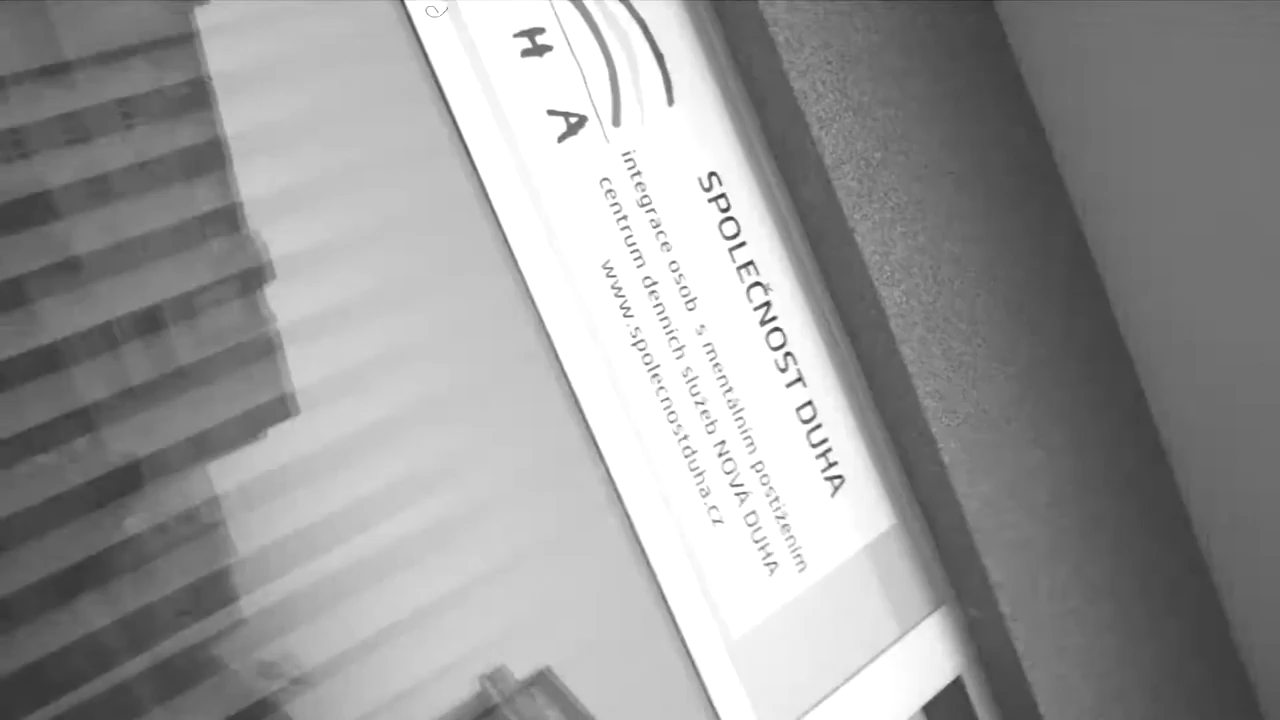 SPOLEČNOST DUHA
integrace osob s mentálním postižením
centrum denních služeb NOVÁ DUHA
www.spolecnostduha.cz
H A